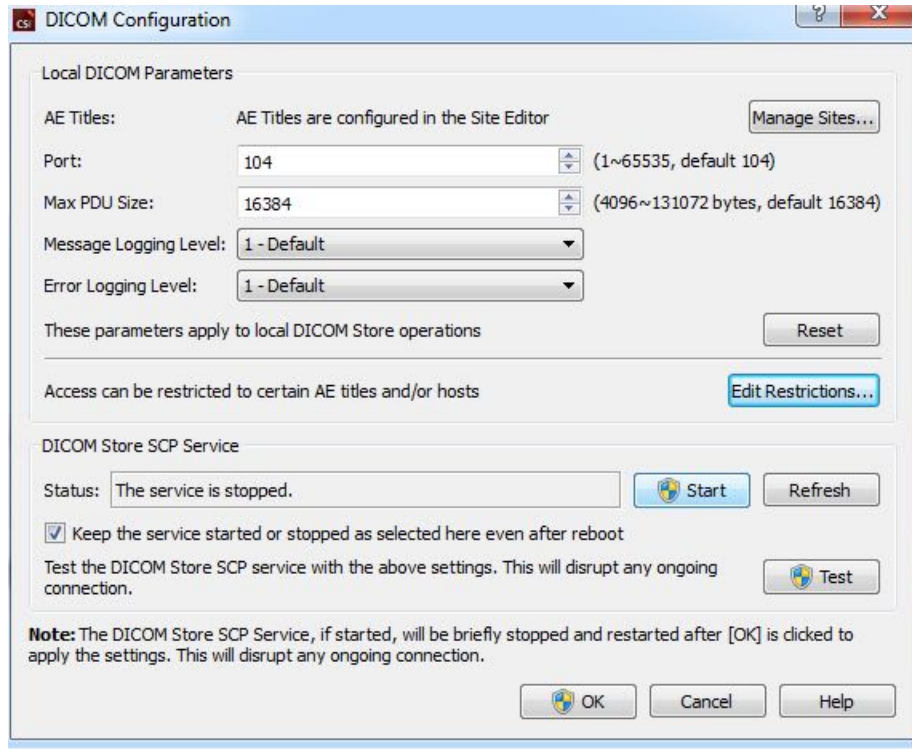 CSi DICOM Configuration ?
Local DICOM Parameters
AE Titles: AE Titles are configured in the Site Editor Manage Sites...
Port: 104 (1~65535, default 104)
Max PDU Size: 16384 (4096~131072 bytes, default 16384)
Message Logging Level: 1 - Default
Error Logging Level: 1 - Default
These parameters apply to local DICOM Store operations Reset
Access can be restricted to certain AE titles and/or hosts Edit Restrictions...
DICOM Store SCP Service
Status: The service is stopped. Start Refresh
Keep the service started or stopped as selected here even after reboot
Test the DICOM Store SCP service with the above settings. This will disrupt any ongoing
connection. Test
Note: The DICOM Store SCP Service, if started, will be briefly stopped and restarted after [OK] is clicked to
apply the settings. This will disrupt any ongoing connection.
OK Cancel Help